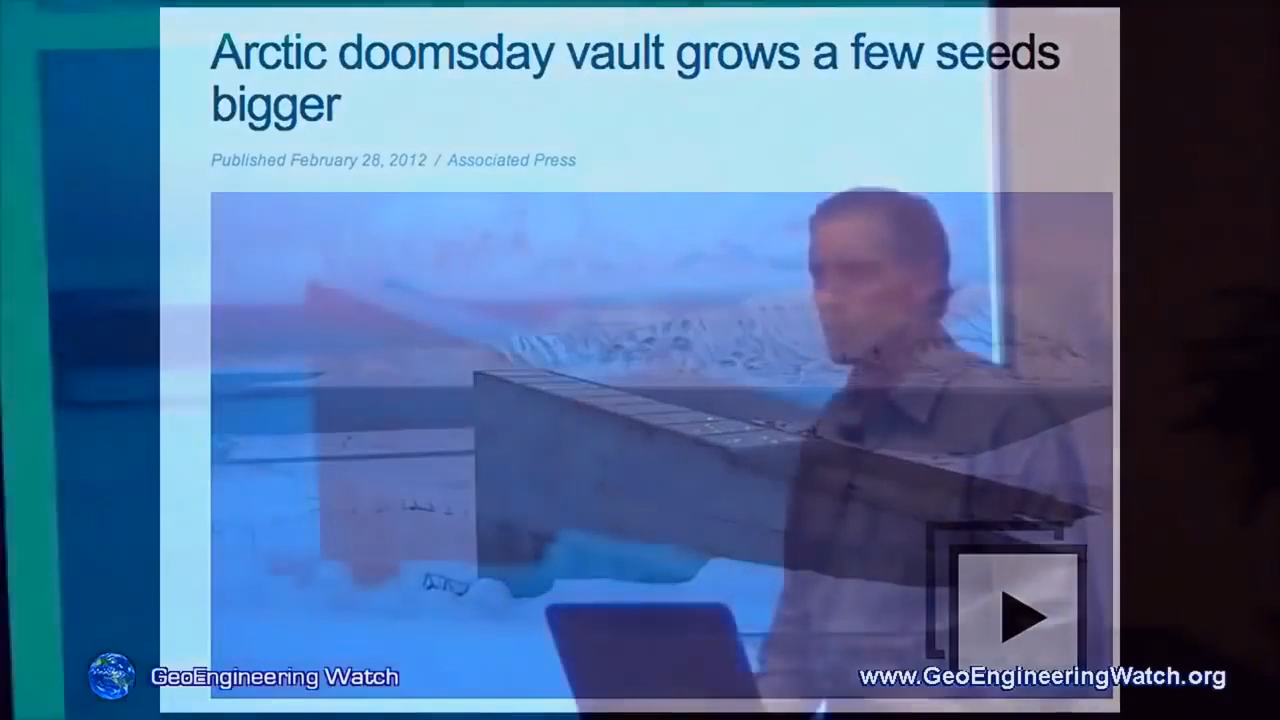 Arctic doomsday vault grows a few seeds
bigger
Published February 28, 2012 / Associated Press
GeoEngineering Watch
www.GeoEngineeringWatch.org